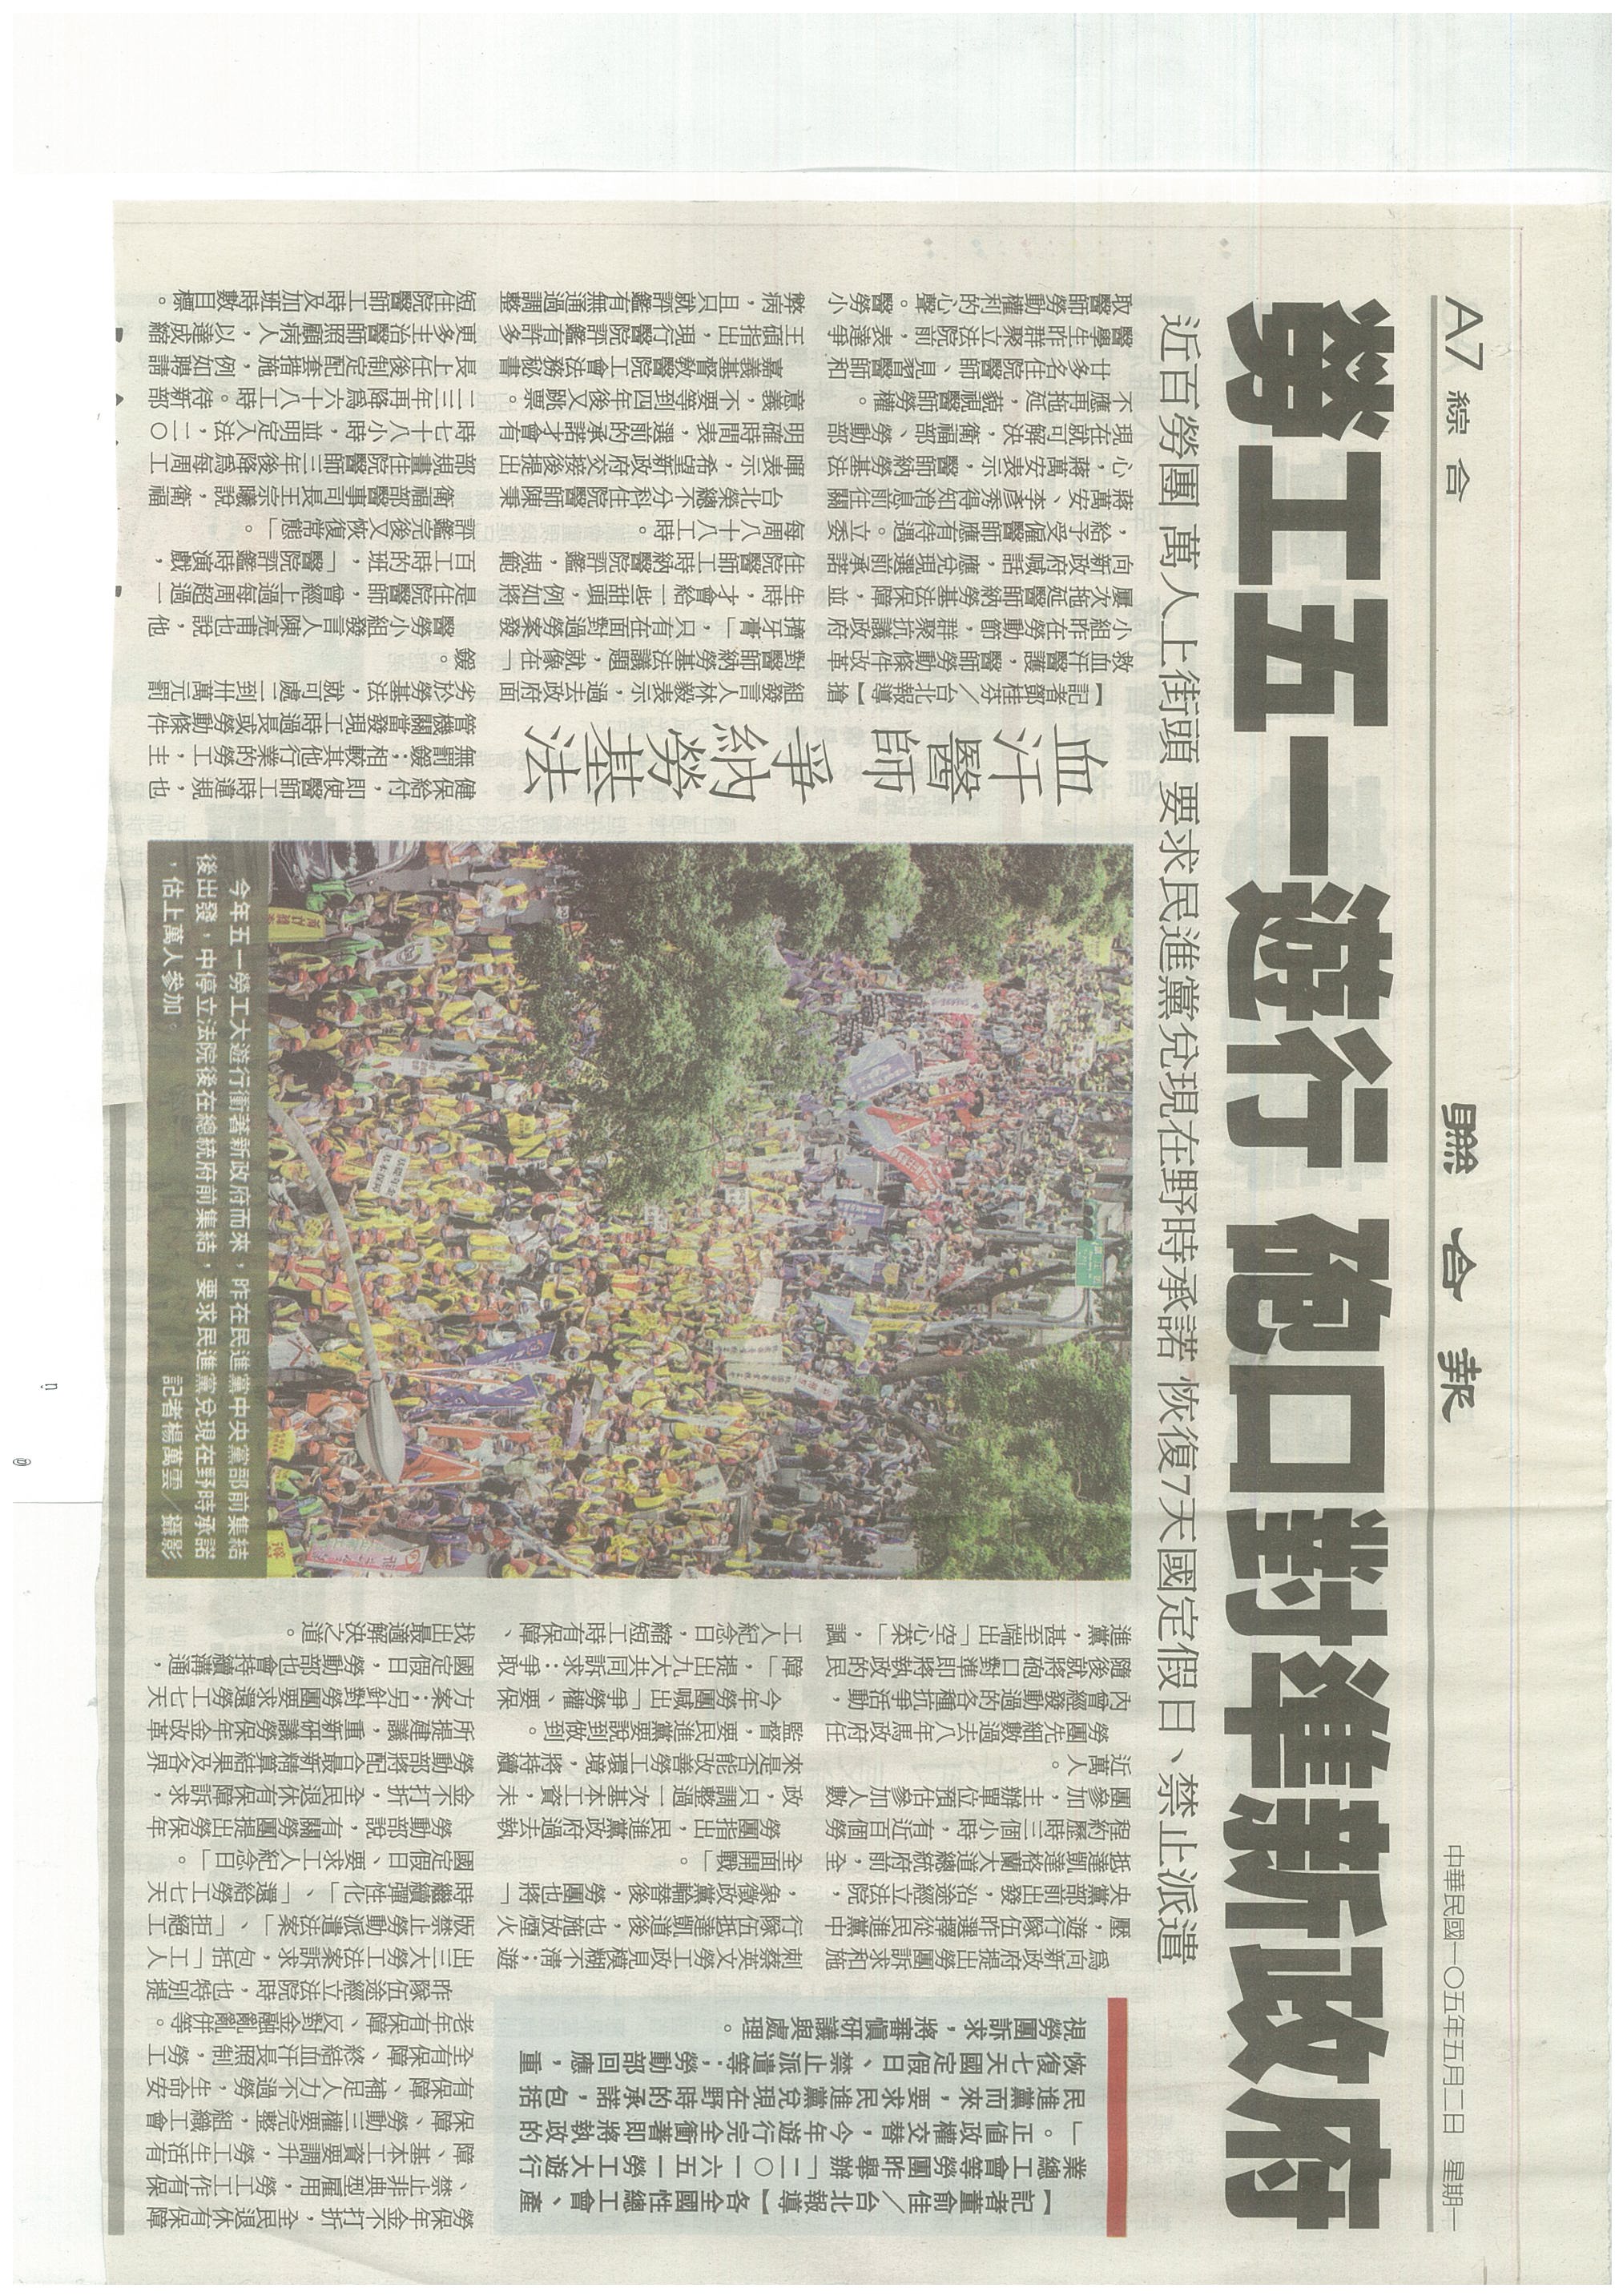 A7 綜合
聯合報
中華民國一〇五年五月二日 星期一
勞工五一遊行 砲口對準新政府
近百勞團 萬人上街頭 要求民進黨兌現在野時承諾 恢復7天國定假日、禁止派遣
【記者董俞佳／台北報導】各全國性總工會、產
業總工會等勞團昨舉辦「二〇一六五一勞工大遊行
」。正值政權交替，今年遊行完全衝著即將執政的
民進黨而來，要求民進黨兌現在野時的承諾，包括
恢復七天國定假日、禁止派遣等；勞動部回應，重
視勞團訴求，將審慎研議與處理。
為向新政府提出勞團訴求和施
壓，遊行隊伍昨選擇從民進黨中
央黨部前出發，沿途經立法院，
抵達凱達格蘭大道總統府前，全
程約歷時三個小時，有近百個勞
團參加，主辦單位預估參加人數
近萬人。
勞團先細數過去八年馬政府任
內曾經發動過的各種抗爭活動，
隨後就將砲口對準即將執政的民
進黨，甚至端出「空心菜」，諷
刺蔡英文勞工政見模糊不清；遊
行隊伍抵達凱道後，也施放煙火
，象徵政黨輪替後，勞團也將「
全面開戰」。
勞團指出，民進黨政府過去執
政，只調整過一次基本工資，未
來是否能改善勞工環境，將持續
監督，要民進黨要說到做到。
今年勞團喊出「爭勞權、要保
障」，提出九大共同訴求：爭取
工人紀念日，縮短工時有保障、
勞保年金不打折，全民退休有保障
、禁止非典型雇用，勞工工作有保
障、基本工資要調升，勞工生活有
保障、勞動三權要完整，組織工會
有保障、補足人力不過勞，生命安
全有保障、終結血汗長照制，勞工
老年有保障、反對金融亂亂併等。
昨隊伍途經立法院時，也特別提
出三大勞工法案訴求，包括「工人
版禁止勞動派遣法案」、「拒絕工
時繼續彈性化」、「還給勞工七天
國定假日、要求工人紀念日」。
勞動部說，有關勞團提出勞保年
金不打折，全民退休有保障訴求，
勞動部將配合最新精算結果及各界
所提建議，重新研議勞保年金改革
方案；另針對勞團要求還勞工七天
國定假日，勞動部也會持續溝通，
找出最適解決之道。
基礎年金
基本保障
今年五一勞工大遊行衝著新政府而來，昨在民進黨中央黨部前集結
後出發，中停立法院後在總統府前集結，要求民進黨兌現在野時承諾
，估上萬人參加。 記者楊萬雲／攝影
血汗醫師 爭納勞基法
【記者鄧桂芬／台北報導】搶
救血汗醫護，醫師勞動條件改革
小組昨在勞動節，群聚抗議政府
屢次拖延醫師納勞基法保障，並
向新政府喊話，應兌現選前承諾
，給予受僱醫師應有待遇。立委
蔣萬安、李彥秀得知消息前往關
心，蔣萬安表示，醫師納勞基法
現在就可解決，衛福部、勞動部
不應再拖延，藐視醫師勞權。
廿多名住院醫師、見習醫師和
醫學生昨群聚立法院前，表達爭
取醫師勞動權利的心聲。醫勞小
組發言人林毅表示，過去政府面
對醫師納勞基法議題，就像在「
擠牙膏」，只有在面對過勞案發
生時，才會給一些甜頭，例如將
住院醫師工時納醫院評鑑，規範
每周八十八工時。
台北榮總不分科住院醫師陳秉
暉表示，希望新政府交接後提出
明確時間表，選前的承諾才會有
意義，不要等到四年後又跳票。
嘉義基督教醫院工會法務秘書
王碩指出，現行醫院評鑑有許多
弊病，且只就評鑑有無通過調整
健保給付，即使醫師工時違規，也
無罰鍰；相較其他行業的勞工，主
管機關當發現工時過長或勞動條件
劣於勞基法，就可處二到卅萬元罰
鍰。
醫勞小組發言人陳亮甫也說，他
是住院醫師，曾經上過每周超過一
百工時的班，「醫院評鑑時演戲，
評鑑完後又恢復常態」。
衛福部醫事司長王宗曦說，衛福
部規畫住院醫師三年後降為每周工
時七十八小時，並明定入法，二〇
二三年再降為六十八工時。待新部
長上任後制定配套措施，例如聘請
更多主治醫師照顧病人，以達成縮
短住院醫師工時及加班時數目標。